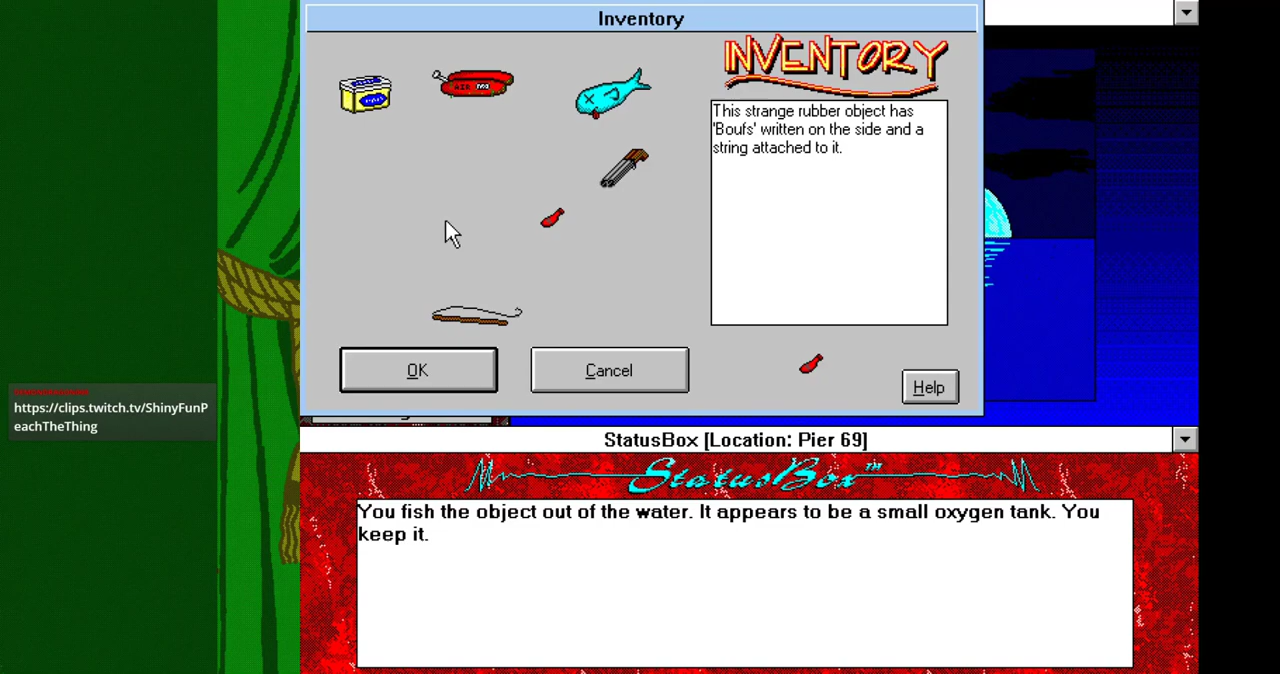 Inventory
INVENTORY
This strange rubber object has
'Boufs' written on the side and a
string attached to it.
OK
Cancel
Help
https://clips.twitch.tv/ShinyFunP
eachTheThing
StatusBox [Location: Pier 69]
StatusBox™
You fish the object out of the water. It appears to be a small oxygen tank. You
keep it.